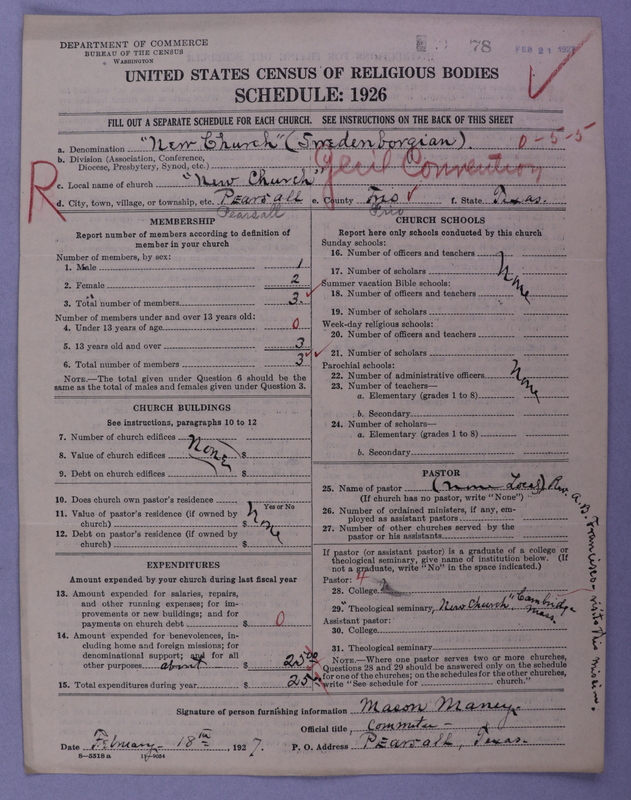 DEPARTMENT OF COMMERCE
BUREAU OF THE CENSUS
WASHINGTON
78
FEB 21 1927
UNITED STATES CENSUS OF RELIGIOUS BODIES
SCHEDULE: 1926
FILL OUT A SEPARATE SCHEDULE FOR EACH CHURCH. SEE INSTRUCTIONS ON THE BACK OF THIS SHEET
a. Denomination "New Church" (Swedenborgian). 0-5-5
b. Division (Association, Conference,
Diocese, Presbytery, Synod, etc.) Convention
R
c. Local name of church "New Church"
d. City, town, village, or township, etc. Pearsall e. County Frio f. State Texas.
Pearsall Frio
MEMBERSHIP
Report number of members according to definition of
member in your church
Number of members, by sex:
1. Male 1
2. Female 2
3. Total number of members 3.
Number of members under and over 13 years old:
4. Under 13 years of age 0
5. 13 years old and over 3
6. Total number of members 3
NOTE.—The total given under Question 6 should be the
same as the total of males and females given under Question 3.
CHURCH BUILDINGS
See instructions, paragraphs 10 to 12
7. Number of church edifices None
8. Value of church edifices $
9. Debt on church edifices $
10. Does church own pastor's residence
Yes or No
11. Value of pastor's residence (if owned by
church) $ none
12. Debt on pastor's residence (if owned by
church) $
EXPENDITURES
Amount expended by your church during last fiscal year
13. Amount expended for salaries, repairs,
and other running expenses; for im-
provements or new buildings; and for
payments on church debt $ 0
14. Amount expended for benevolences, in-
cluding home and foreign missions; for
denominational support; and for all
other purposes about $ 25.00
15. Total expenditures during year $ 25
CHURCH SCHOOLS
Report here only schools conducted by this church
Sunday schools:
16. Number of officers and teachers
17. Number of scholars
none
Summer vacation Bible schools:
18. Number of officers and teachers
19. Number of scholars
Week-day religious schools:
20. Number of officers and teachers
21. Number of scholars
Parochial schools:
22. Number of administrative officers
none
23. Number of teachers—
a. Elementary (grades 1 to 8)
b. Secondary
24. Number of scholars—
a. Elementary (grades 1 to 8)
b. Secondary
PASTOR
25. Name of pastor (none Local) Rev. A. B. Francisco - visits this mission.
(If church has no pastor, write "None")
26. Number of ordained ministers, if any, em-
ployed as assistant pastors
27. Number of other churches served by the
pastor or his assistants
If pastor (or assistant pastor) is a graduate of a college or
theological seminary, give name of institution below. (If
not a graduate, write "No" in the space indicated.)
Pastor: 4
28. College
29. Theological seminary, New Church" Cambridge
Mass.
Assistant pastor:
30. College
31. Theological seminary
NOTE.—Where one pastor serves two or more churches,
Questions 28 and 29 should be answered only on the schedule
for one of the churches; on the schedules for the other churches,
write "See schedule for church."
Signature of person furnishing information Mason Maney
Official title, Committee -
Date February 18th, 1927. P. O. Address Pearsall, Texas.
8—5518a